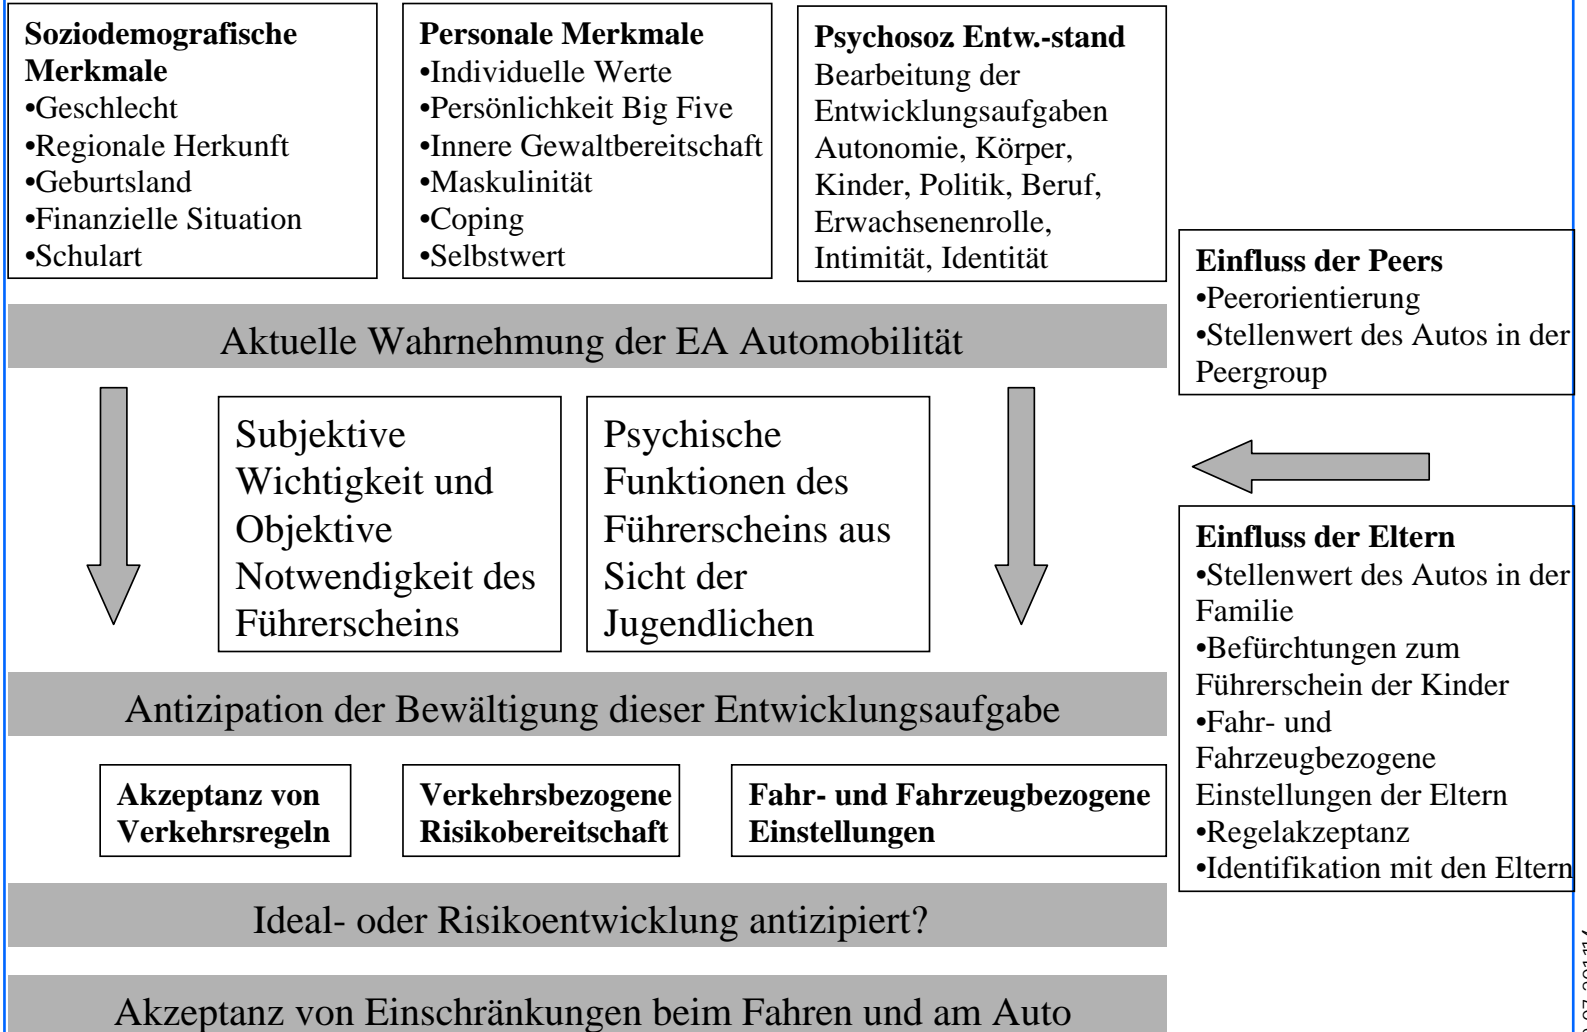 Soziodemografische
Merkmale
•Geschlecht
•Regionale Herkunft
•Geburtsland
•Finanzielle Situation
•Schulart
Personale Merkmale
•Individuelle Werte
•Persönlichkeit Big Five
•Innere Gewaltbereitschaft
•Maskulinität
•Coping
•Selbstwert
Psychosoz. Entw.-stand
Bearbeitung der
Entwicklungsaufgaben
Autonomie, Körper,
Kinder, Politik, Beruf,
Erwachsenenrolle,
Intimität, Identität
Einfluss der Peers
•Peerorientierung
•Stellenwert des Autos in der
Peergroup
Aktuelle Wahrnehmung der EA Automobilität
Subjektive
Wichtigkeit und
Objektive
Notwendigkeit des
Führerscheins
Psychische
Funktionen des
Führerscheins aus
Sicht der
Jugendlichen
Einfluss der Eltern
•Stellenwert des Autos in der
Familie
•Befürchtungen zum
Führerschein der Kinder
•Fahr- und
Fahrzeugbezogene
Einstellungen der Eltern
•Regelakzeptanz
•Identifikation mit den Eltern
Antizipation der Bewältigung dieser Entwicklungsaufgabe
Akzeptanz von
Verkehrsregeln
Verkehrsbezogene
Risikobereitschaft
Fahr- und Fahrzeugbezogene
Einstellungen
Ideal- oder Risikoentwicklung antizipiert?
Akzeptanz von Einschränkungen beim Fahren und am Auto